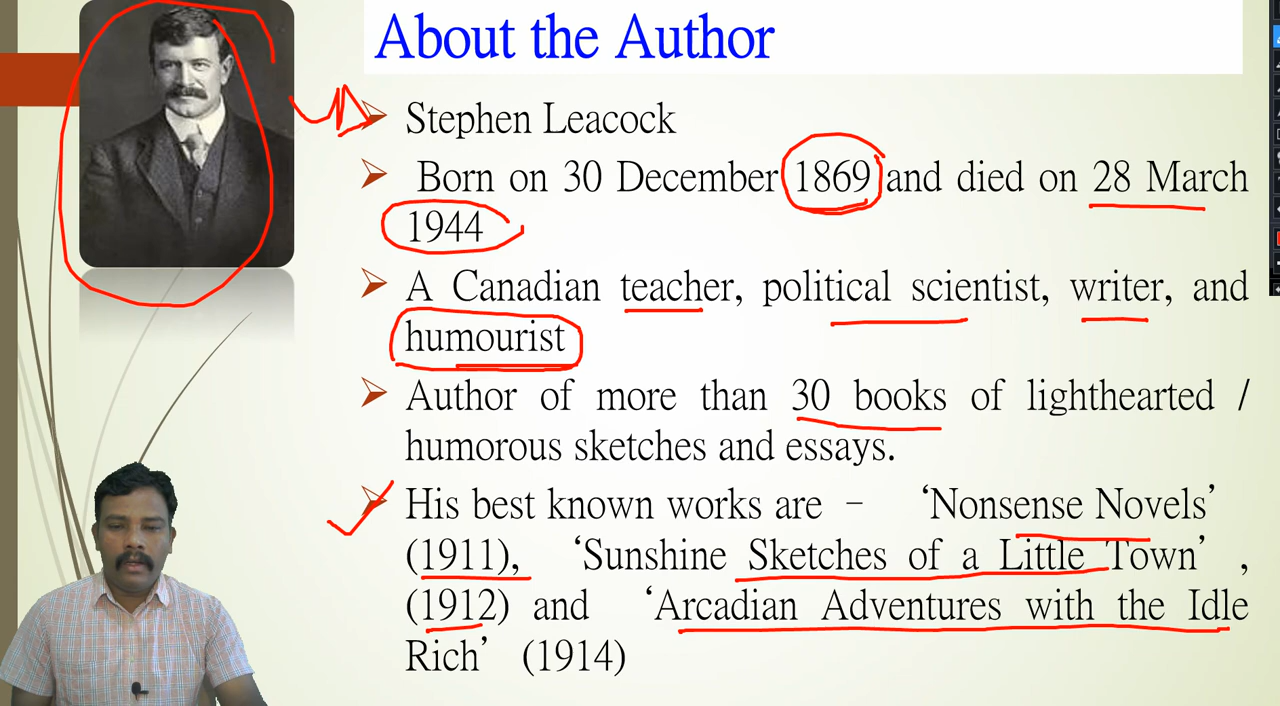 About the Author
Stephen Leacock
Born on 30 December 1869 and died on 28 March
1944
A Canadian teacher, political scientist, writer, and
humourist
Author of more than 30 books of lighthearted /
humorous sketches and essays.
His best known works are – ‘Nonsense Novels’
(1911), ‘Sunshine Sketches of a Little Town’ ,
(1912) and ‘Arcadian Adventures with the Idle
Rich’ (1914)